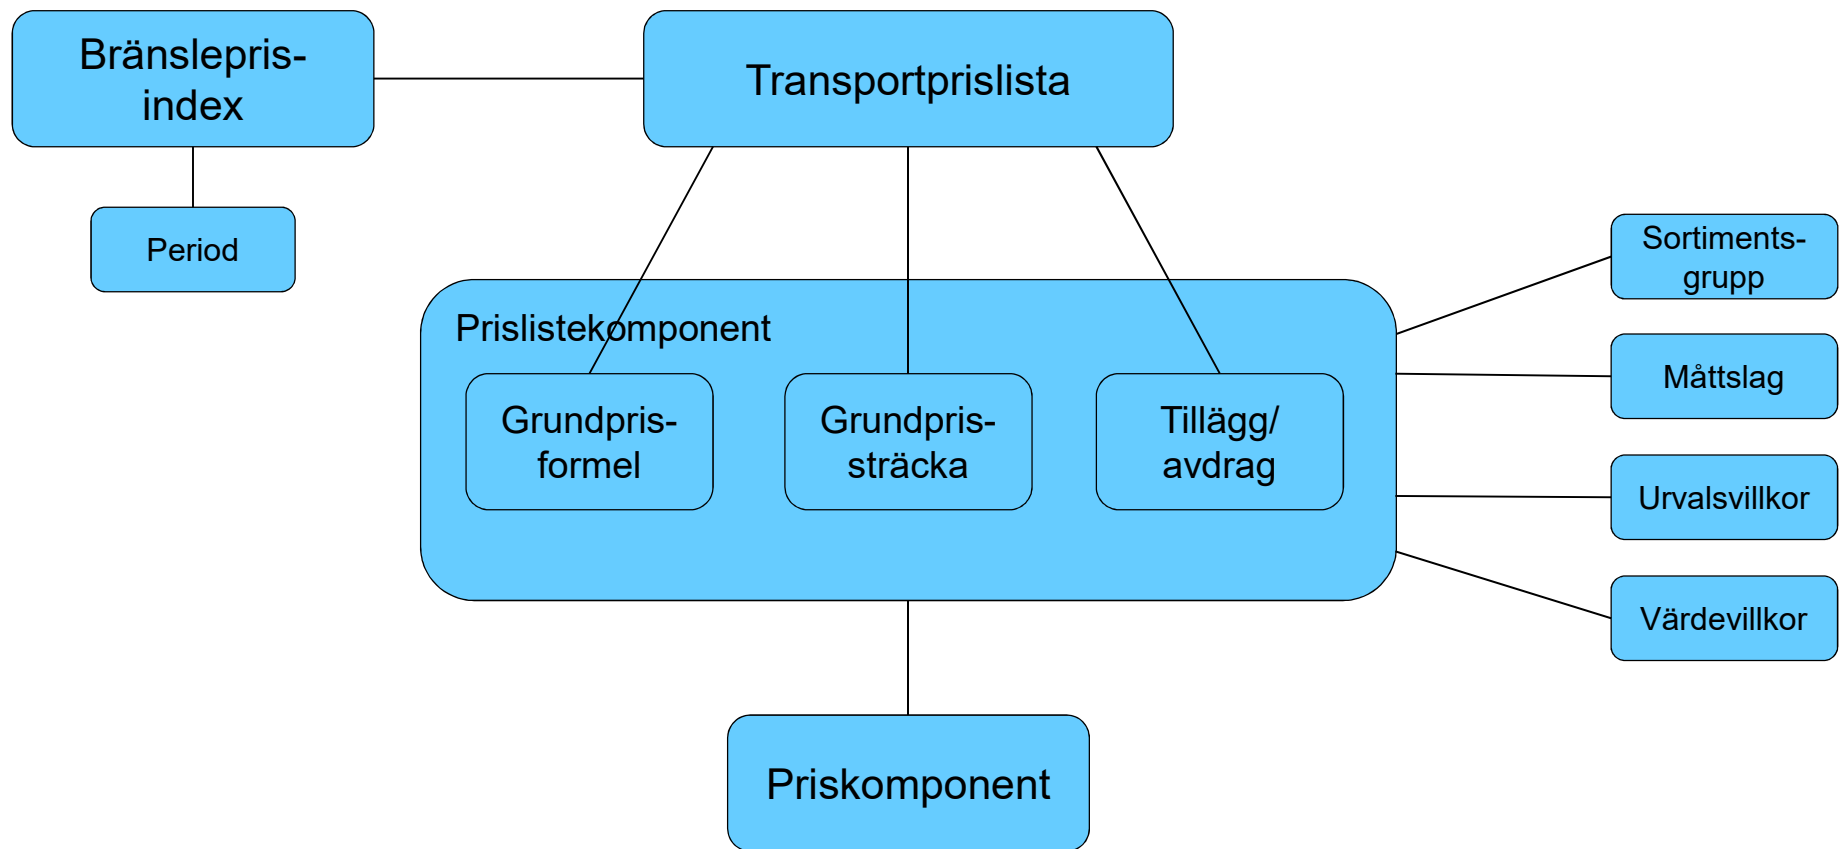 Bränslepris-
index
Transportprislista
Period
Sortiments-
grupp
Prislistekomponent
Måttslag
Grundpris-
formel
Grundpris-
sträcka
Tillägg/
avdrag
Urvalsvillkor
Värdevillkor
Priskomponent